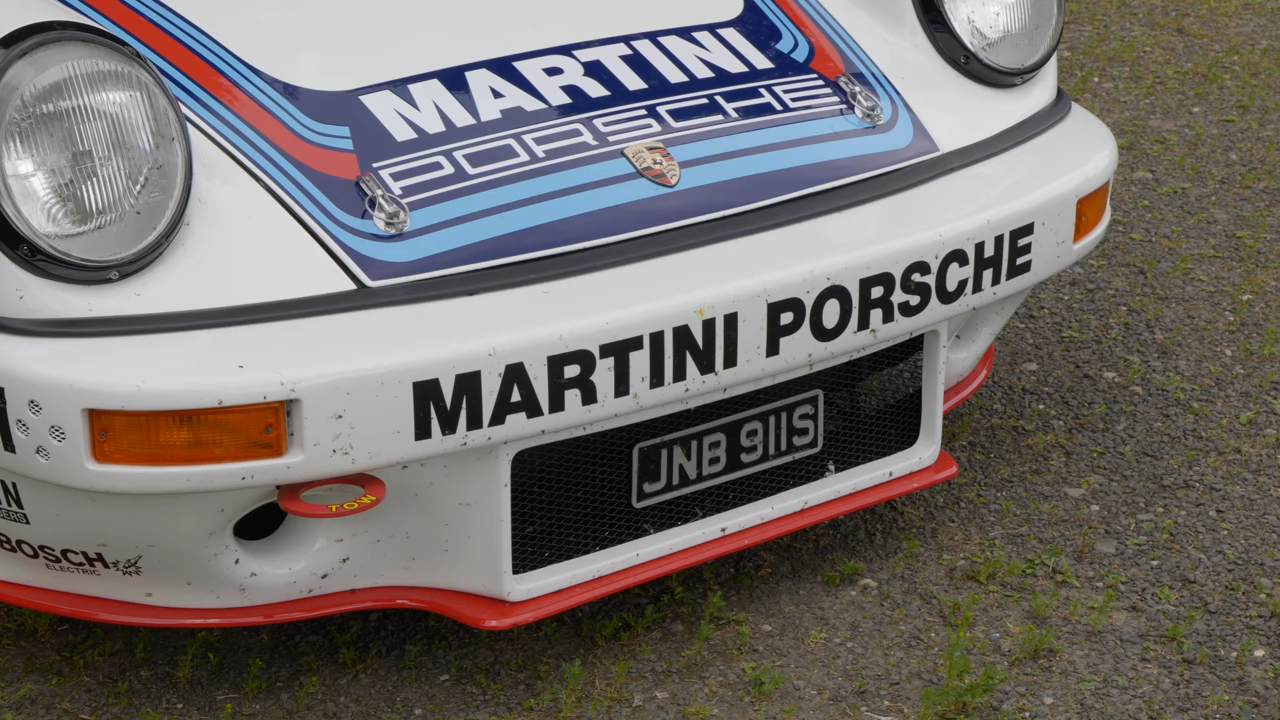 MARTINI
PORSCHE
MARTINI PORSCHE
JNB 911S
TOW
BOSCH
ELECTRIC